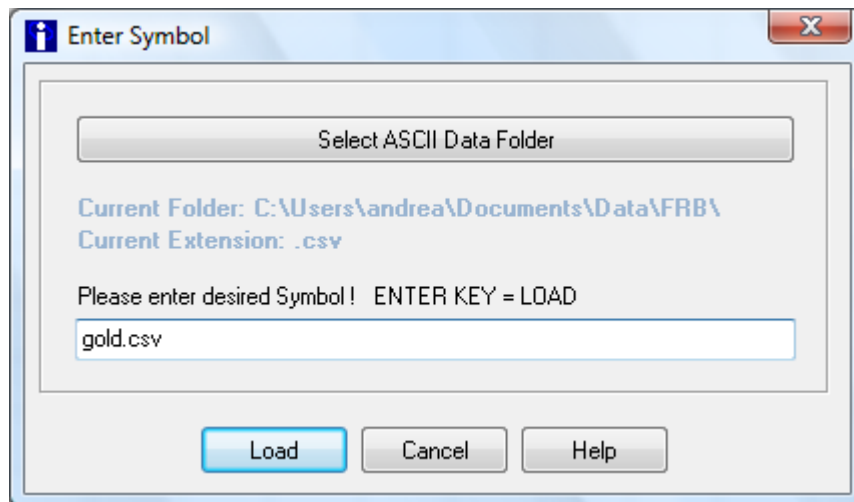 Enter Symbol
Select ASCII Data Folder
Current Folder: C:\Users\andrea\Documents\Data\FRB\
Current Extension: .csv
Please enter desired Symbol ! ENTER KEY = LOAD
gold.csv
Load Cancel Help